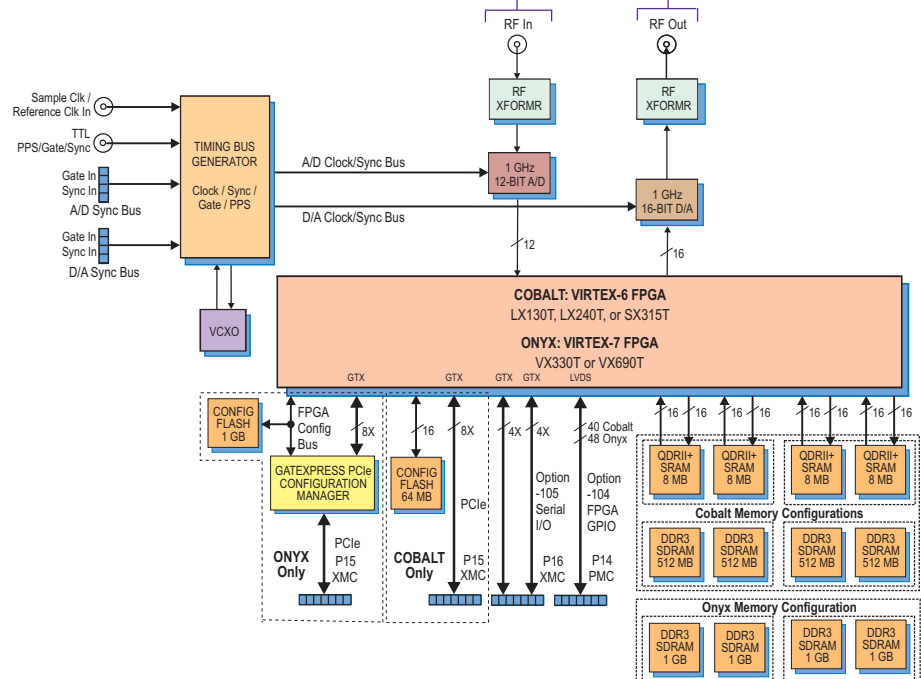 RF In
RF Out
RF
XFORMR
RF
XFORMR
Sample Clk /
Reference Clk In
TTL
PPS/Gate/Sync
Gate In
Sync In
A/D Sync Bus
Gate In
Sync In
D/A Sync Bus
TIMING BUS
GENERATOR
Clock / Sync /
Gate / PPS
VCXO
A/D Clock/Sync Bus
D/A Clock/Sync Bus
1 GHz
12-BIT A/D
1 GHz
16-BIT D/A
12
16
COBALT: VIRTEX-6 FPGA
LX130T, LX240T, or SX315T
ONYX: VIRTEX-7 FPGA
VX330T or VX690T
GTX
GTX
GTX
GTX
LVDS
CONFIG
FLASH
1 GB
FPGA
Config
Bus
8X
GATEXPRESS PCIe
CONFIGURATION
MANAGER
ONYX
Only
PCIe
P15
XMC
16
8X
CONFIG
FLASH
64 MB
PCIe
COBALT
Only
P15
XMC
4X
4X
Option
-105
Serial
I/O
P16
XMC
40 Cobalt
48 Onyx
Option
-104
FPGA
GPIO
P14
PMC
16
16
16
16
16
16
16
16
QDRII+
SRAM
8 MB
QDRII+
SRAM
8 MB
QDRII+
SRAM
8 MB
QDRII+
SRAM
8 MB
Cobalt Memory Configurations
DDR3
SDRAM
512 MB
DDR3
SDRAM
512 MB
DDR3
SDRAM
512 MB
DDR3
SDRAM
512 MB
Onyx Memory Configuration
DDR3
SDRAM
1 GB
DDR3
SDRAM
1 GB
DDR3
SDRAM
1 GB
DDR3
SDRAM
1 GB